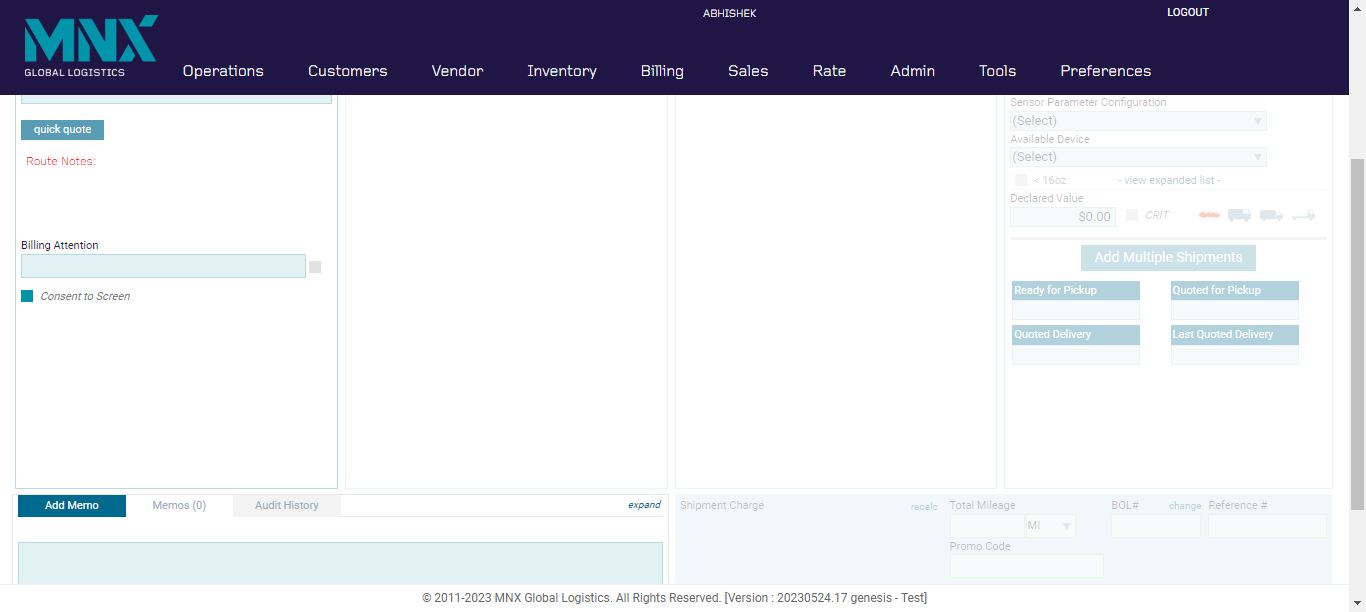 MNX
GLOBAL LOGISTICS
ABHISHEK
LOGOUT
Operations
Customers
Vendor
Inventory
Billing
Sales
Rate
Admin
Tools
Preferences
quick quote
Route Notes:
Billing Attention
Consent to Screen
Sensor Parameter Configuration
(Select)
Available Device
(Select)
< 16oz
- view expanded list -
Declared Value
$0.00
CRIT
Add Multiple Shipments
Ready for Pickup
Quoted for Pickup
Quoted Delivery
Last Quoted Delivery
Add Memo
Memos (0)
Audit History
expand
Shipment Charge
recalc
Total Mileage
MI
BOL#
change
Reference #
Promo Code
© 2011-2023 MNX Global Logistics. All Rights Reserved. [Version : 20230524.17 genesis - Test]